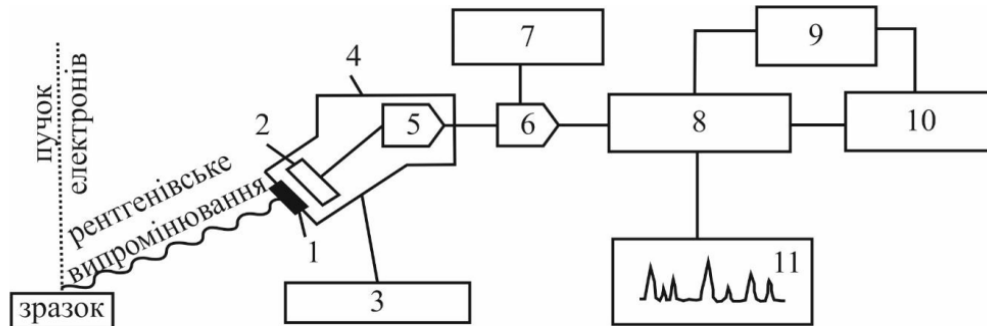 пучок
електронів
рентгенівське
випромінювання
зразок
1
2
3
4
5
6
7
8
9
10
11